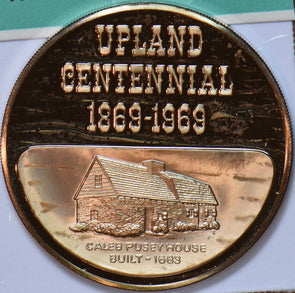 UPLAND
CENTENNIAL
1869-1969
CALEB PUSEY HOUSE
BUILT - 1683